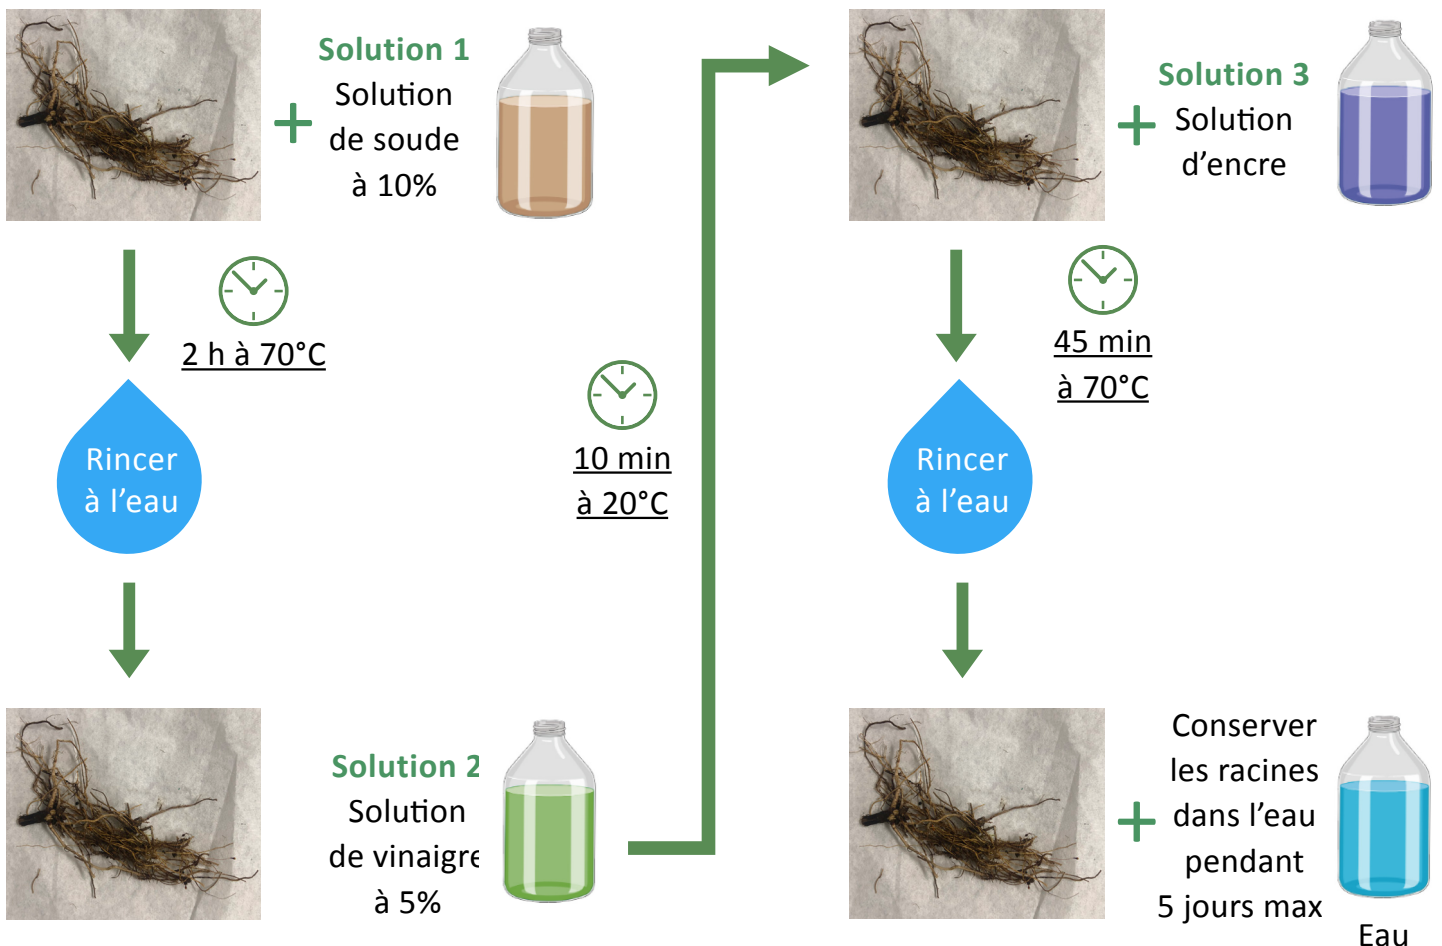 Solution 1
Solution
de soude
à 10%
2 h à 70°C
Rincer
à l'eau
Solution 2
Solution
de vinaigre
à 5%
10 min
à 20°C
Solution 3
Solution
d'encre
45 min
à 70°C
Rincer
à l'eau
Conserver
les racines
dans l'eau
pendant
5 jours max
Eau